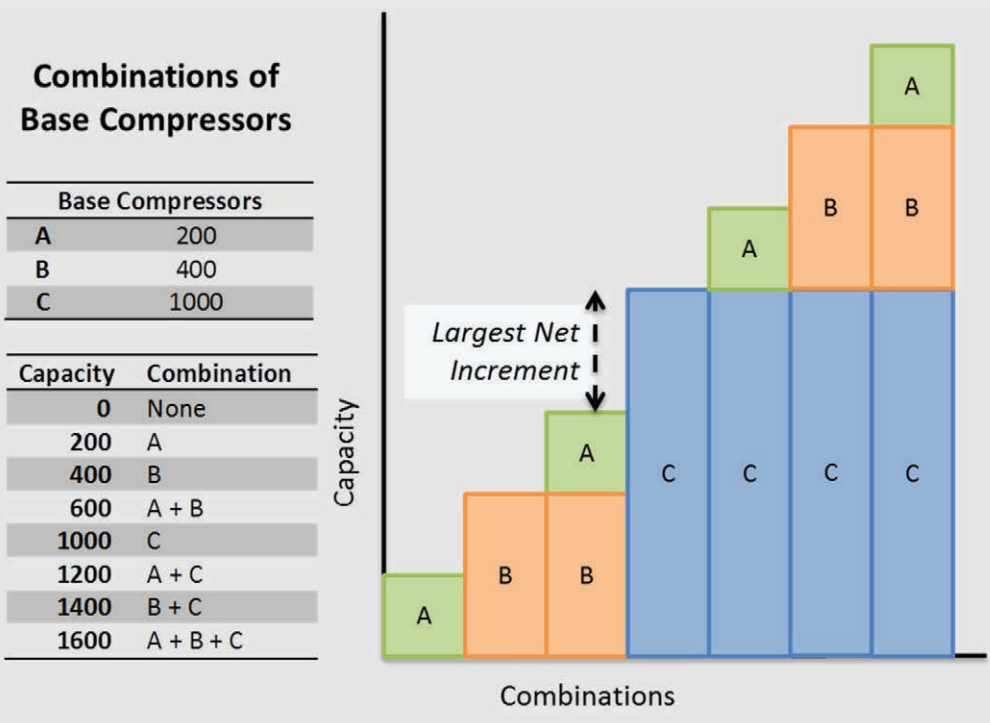 Combinations of
Base Compressors
Base Compressors
A 200
B 400
C 1000
Capacity Combination
0 None
200 A
400 B
600 A + B
1000 C
1200 A + C
1400 B + C
1600 A + B + C
Capacity
Largest Net
Increment
A
B B
A
A
B B
A
C C C C
A
B B
Combinations